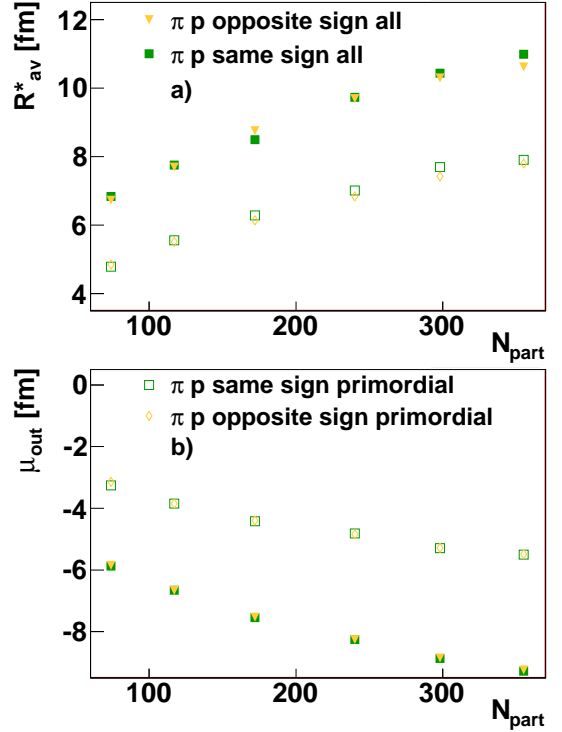 R*av [fm]
12
10
8
6
4
π p opposite sign all
π p same sign all
a)
100
200
300
Npart
μout [fm]
0
-2
-4
-6
-8
π p same sign primordial
π p opposite sign primordial
b)
100
200
300
Npart